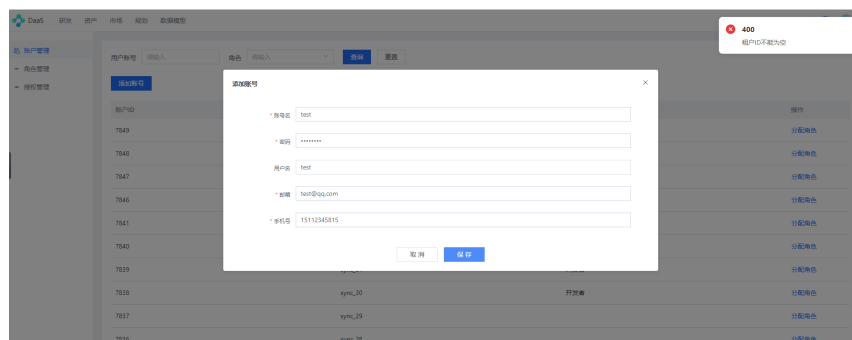 DaaS 研发 资产 市场 规划 数据模型
400
租户ID不能为空
账户管理
角色管理
授权管理
用户账号 请输入 角色 请输入 查询 重置
添加账号
添加账号
* 账号名 test
* 密码 ••••••••
用户名 test
* 邮箱 test@qq.com
* 手机号 15112345815
取 消 保 存
账户ID 操作
7849 分配角色
7848 分配角色
7847 分配角色
7846 分配角色
7841 分配角色
7840 分配角色
7839 分配角色
7838 sync_30 开发者 分配角色
7837 sync_29 分配角色
7836 sync_28 分配角色